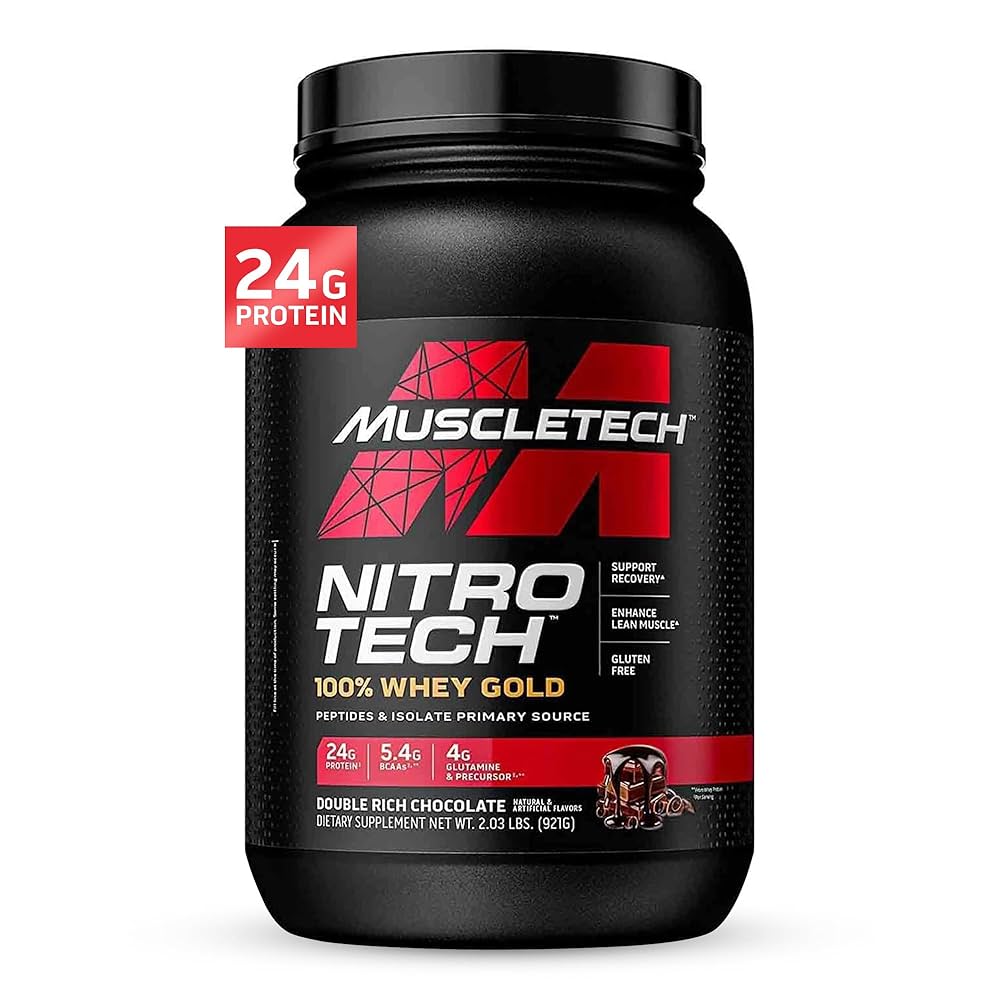 24G
PROTEIN
MUSCLETECH™
NITRO
TECH™
100% WHEY GOLD
PEPTIDES & ISOLATE PRIMARY SOURCE
SUPPORT
RECOVERY▲
ENHANCE
LEAN MUSCLE▲
GLUTEN
FREE
24G
PROTEIN
5.4G
BCAAs
4G
GLUTAMINE
& PRECURSOR
DOUBLE RICH CHOCOLATE
NATURAL &
ARTIFICIAL FLAVORS
DIETARY SUPPLEMENT NET WT. 2.03 LBS. (921G)